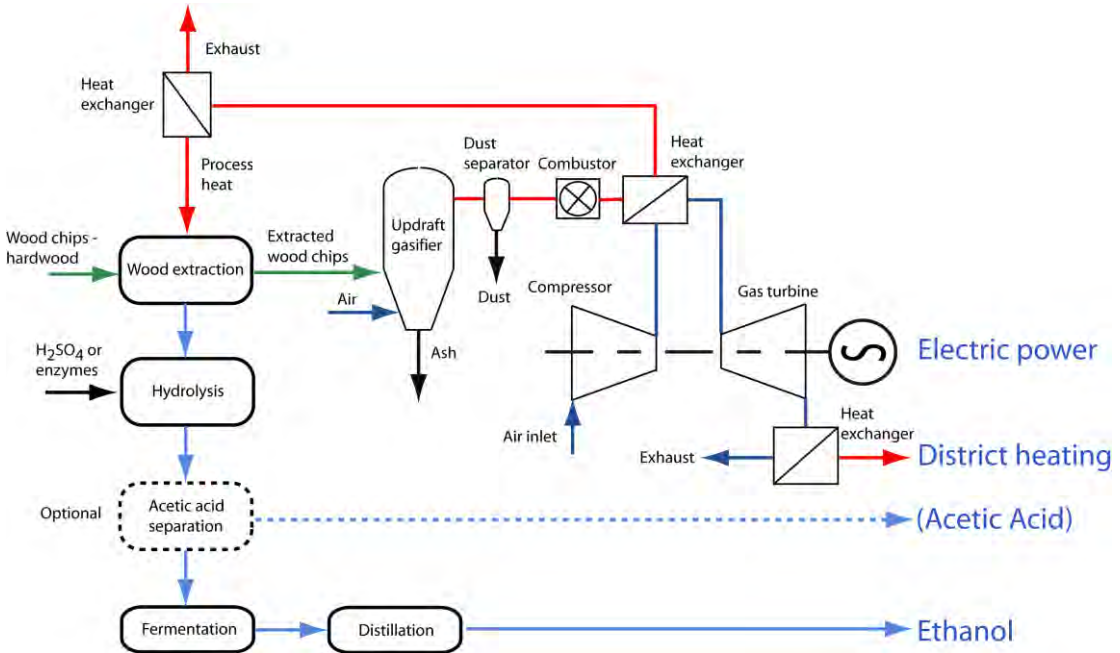 Exhaust
Heat
exchanger
Process
heat
Dust
separator
Combustor
Heat
exchanger
Updraft
gasifier
Wood chips -
hardwood
Wood extraction
Extracted
wood chips
Air
Dust
Ash
Compressor
Gas turbine
Electric power
H2SO4 or
enzymes
Hydrolysis
Air inlet
Heat
exchanger
Exhaust
District heating
Optional
Acetic acid
separation
(Acetic Acid)
Fermentation
Distillation
Ethanol